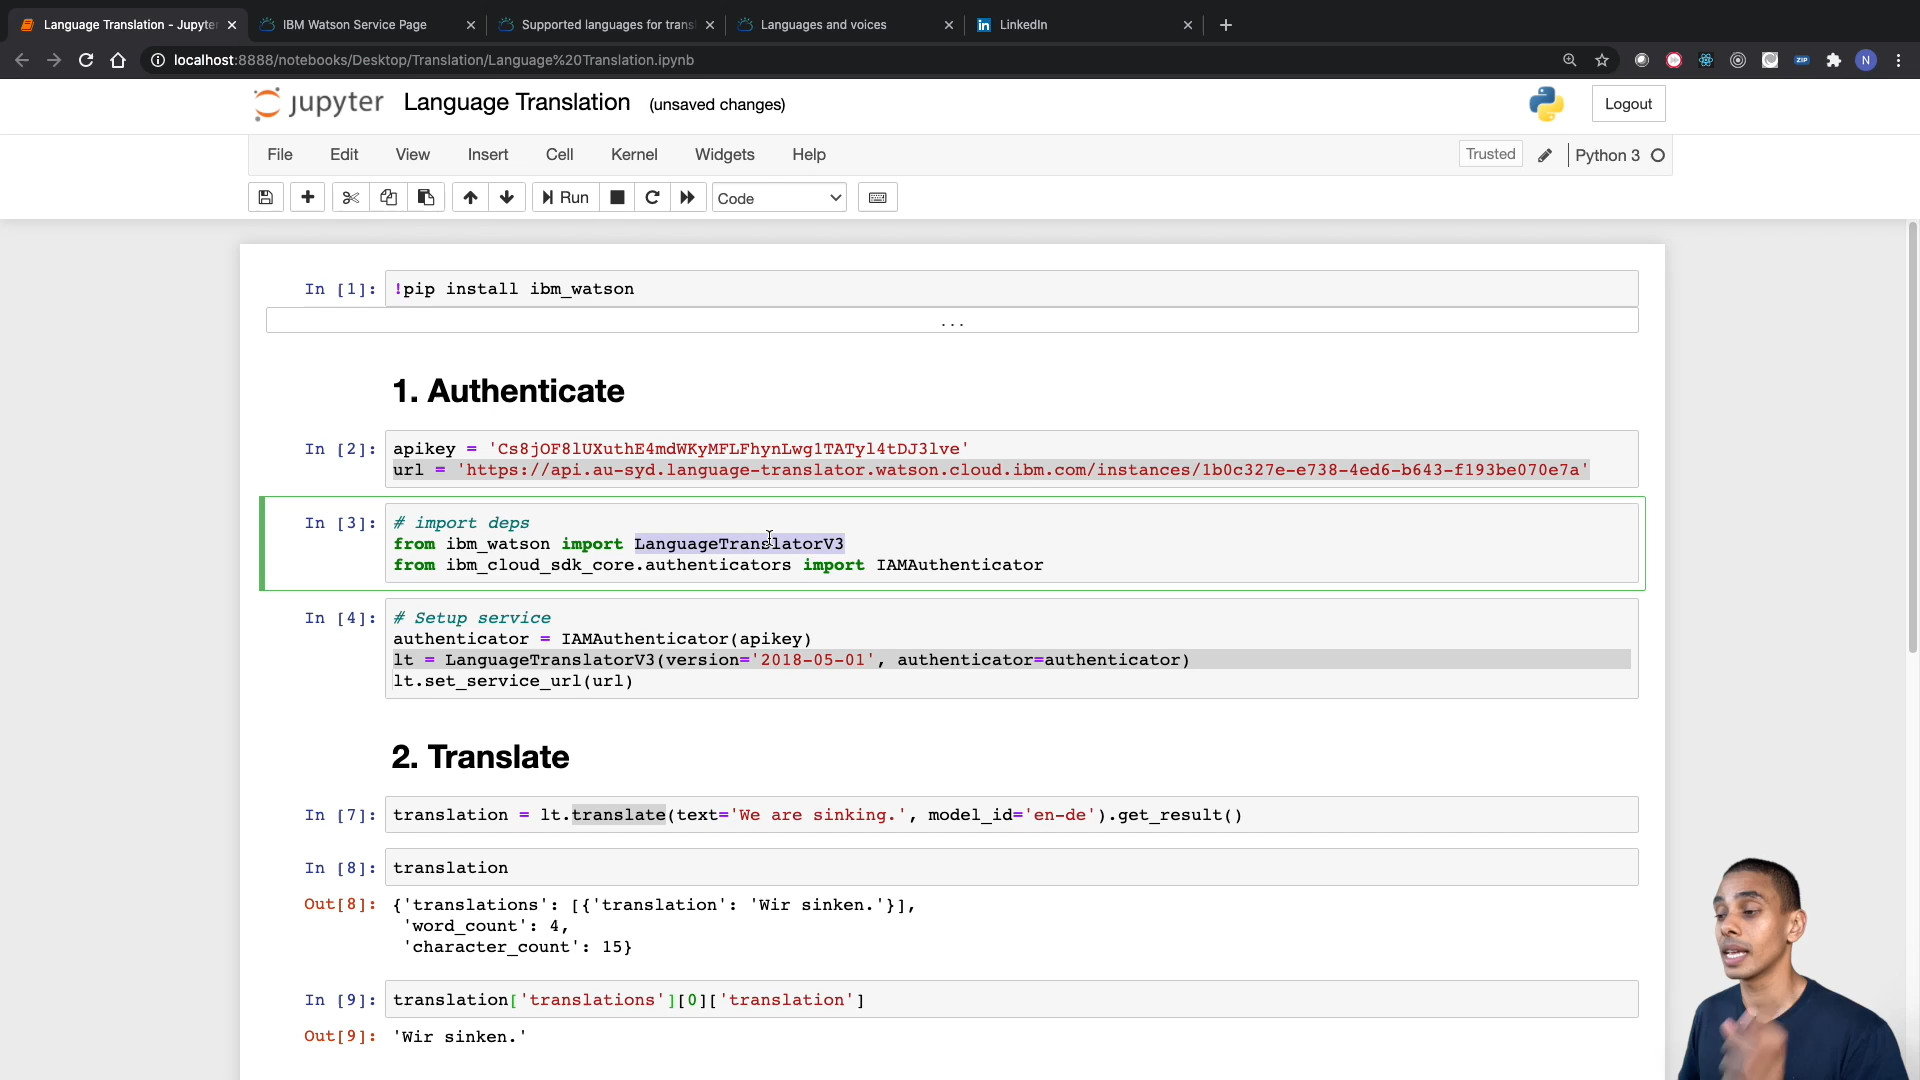 Language Translation - Jupyte
IBM Watson Service Page
Supported languages for trans
Languages and voices
LinkedIn
localhost:8888/notebooks/Desktop/Translation/Language%20Translation.ipynb
ZIP
N
jupyter
Language Translation
(unsaved changes)
Logout
File
Edit
View
Insert
Cell
Kernel
Widgets
Help
Trusted
Python 3
Run
Code
In [1]: !pip install ibm_watson
...
1. Authenticate
In [2]: apikey = 'Cs8jOF8lUXuthE4mdWKyMFLFhynLwg1TATyl4tDJ3lve'
url = 'https://api.au-syd.language-translator.watson.cloud.ibm.com/instances/1b0c327e-e738-4ed6-b643-f193be070e7a'
In [3]: # import deps
from ibm_watson import LanguageTranslatorV3
from ibm_cloud_sdk_core.authenticators import IAMAuthenticator
In [4]: # Setup service
authenticator = IAMAuthenticator(apikey)
lt = LanguageTranslatorV3(version='2018-05-01', authenticator=authenticator)
lt.set_service_url(url)
2. Translate
In [7]: translation = lt.translate(text='We are sinking.', model_id='en-de').get_result()
In [8]: translation
Out[8]: {'translations': [{'translation': 'Wir sinken.'}],
'word_count': 4,
'character_count': 15}
In [9]: translation['translations'][0]['translation']
Out[9]: 'Wir sinken.'